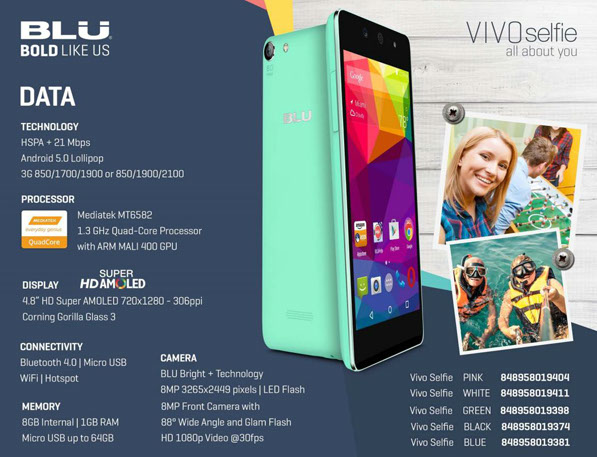 BLU
BOLD LIKE US
VIVO selfie
all about you
DATA
TECHNOLOGY
HSPA + 21 Mbps
Android 5.0 Lollipop
3G 850/1700/1900 or 850/1900/2100
PROCESSOR
MEDIATEK
everyday genius
QuadCore
Mediatek MT6582
1.3 GHz Quad-Core Processor
with ARM MALI 400 GPU
DISPLAY
SUPER
HD AMOLED
4.8" HD Super AMOLED 720x1280 - 306ppi
Corning Gorilla Glass 3
CONNECTIVITY
Bluetooth 4.0 | Micro USB
WiFi | Hotspot
MEMORY
8GB Internal | 1GB RAM
Micro USB up to 64GB
CAMERA
BLU Bright + Technology
8MP 3265x2449 pixels | LED Flash
8MP Front Camera with
88° Wide Angle and Glam Flash
HD 1080p Video @30fps
BLU
Google
78°
Vivo Selfie PINK 848958019404
Vivo Selfie WHITE 848958019411
Vivo Selfie GREEN 848958019398
Vivo Selfie BLACK 848958019374
Vivo Selfie BLUE 848958019381